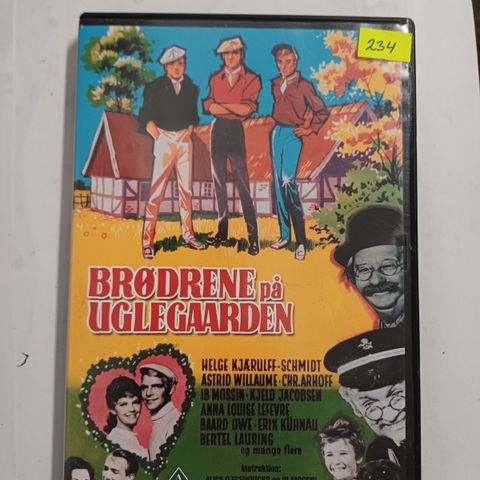 234
BRØDRENE på
UGLEGAARDEN
HELGE KJÆRULFF-SCHMIDT
ASTRID WILLAUME - CHR. ARHOFF
IB MOSSIN - KJELD JACOBSEN
ANNA LOUISE LEFEVRE
BAARD OWE - ERIK KÜHNAU
BERTEL LAURING
og mange flere
Instruktion: